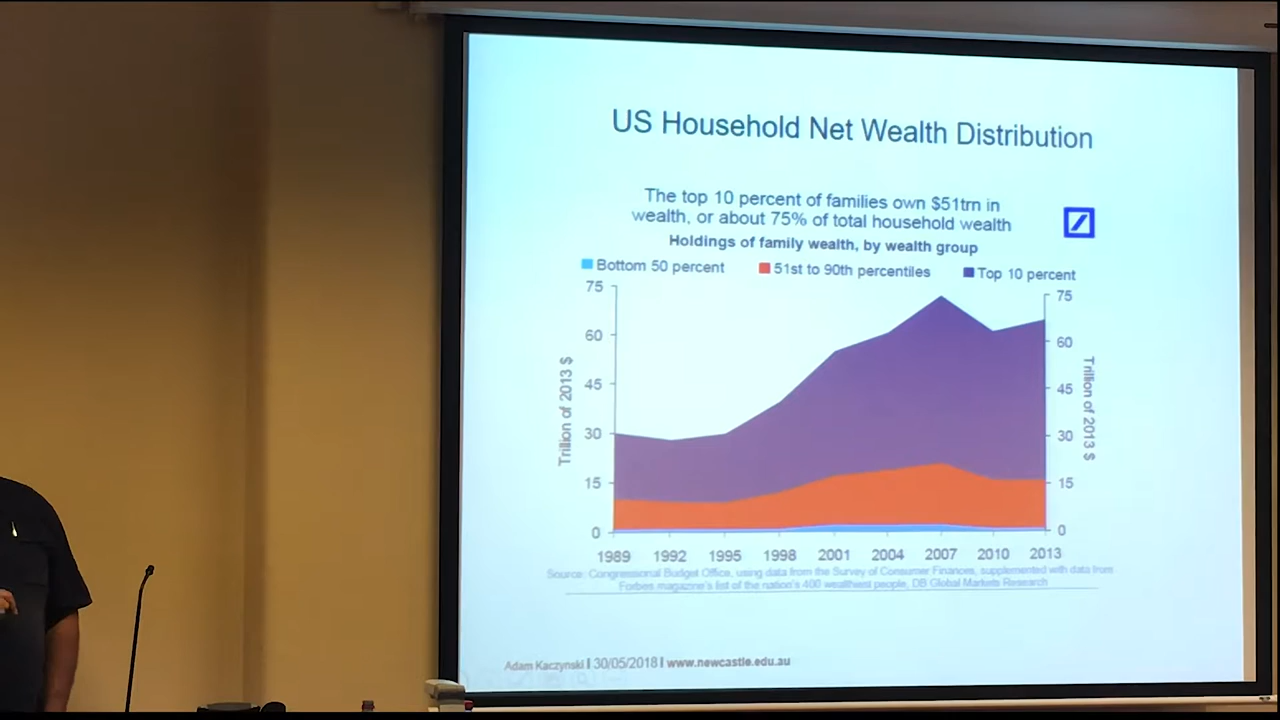 US Household Net Wealth Distribution
The top 10 percent of families own $51trn in
wealth, or about 75% of total household wealth
Holdings of family wealth, by wealth group
Bottom 50 percent 51st to 90th percentiles Top 10 percent
75 75
60 60
45 45
30 30
15 15
0 0
Trillion of 2013 $
Trillion of 2013 $
1989 1992 1995 1998 2001 2004 2007 2010 2013
Source: Congressional Budget Office, using data from the Survey of Consumer Finances, supplemented with data from
Forbes magazine's list of the nation's 400 wealthiest people, DB Global Markets Research
Adam Kaczynski I 30/05/2018 I www.newcastle.edu.au